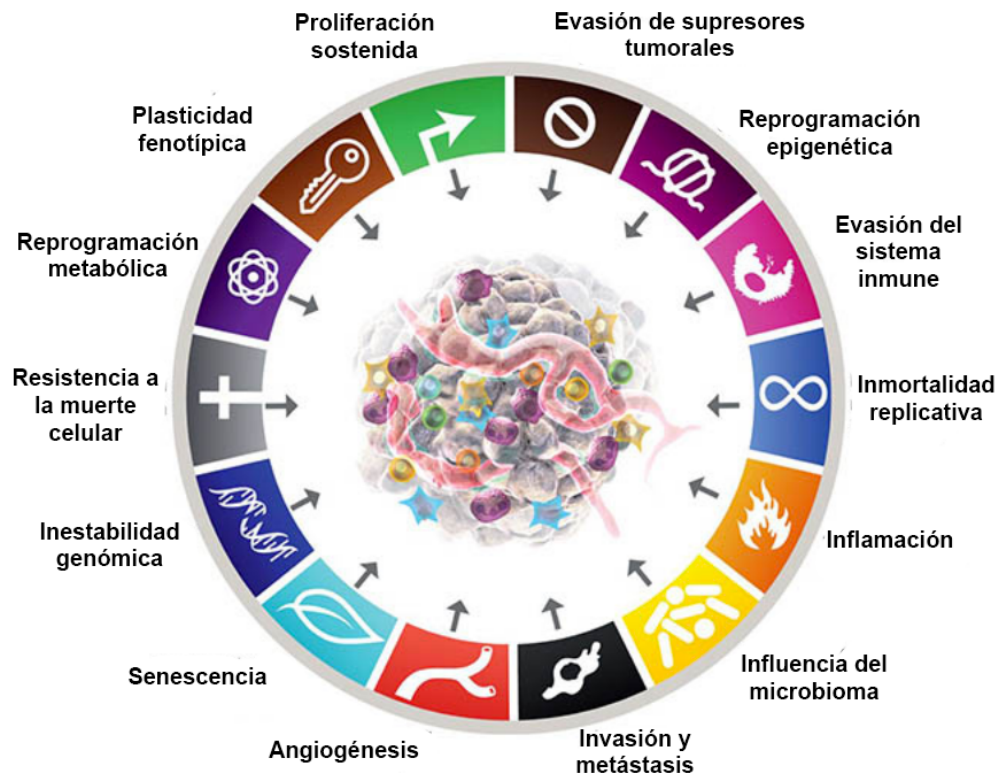 Proliferación
sostenida
Evasión de supresores
tumorales
Reprogramación
epigenética
Evasión del
sistema
inmune
Inmortalidad
replicativa
Inflamación
Influencia del
microbioma
Invasión y
metástasis
Angiogénesis
Senescencia
Inestabilidad
genómica
Resistencia a
la muerte
celular
Reprogramación
metabólica
Plasticidad
fenotípica